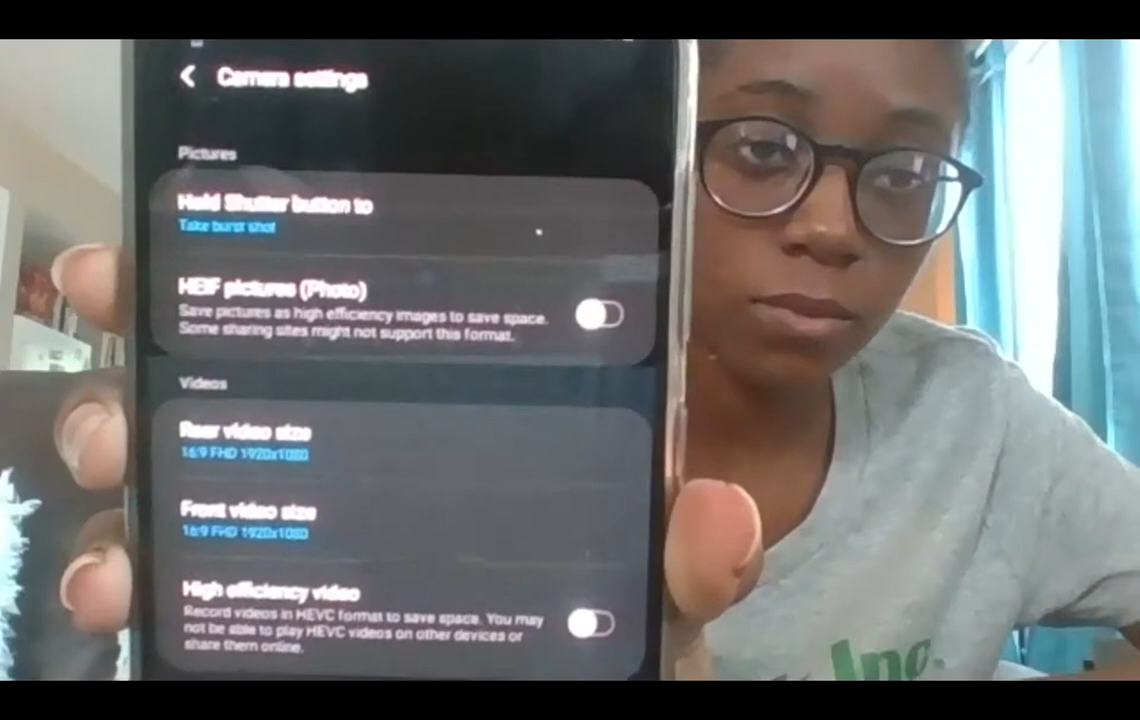 Camera settings
Pictures
Hold Shutter button to
Take burst shot
HEIF pictures (Photo)
Save pictures as high efficiency images to save space.
Some sharing sites might not support this format.
Videos
Rear video size
16:9 FHD 1920x1080
Front video size
16:9 FHD 1920x1080
High efficiency video
Record videos in HEVC format to save space. You may
not be able to play HEVC videos on other devices or
share them online.
Inc.